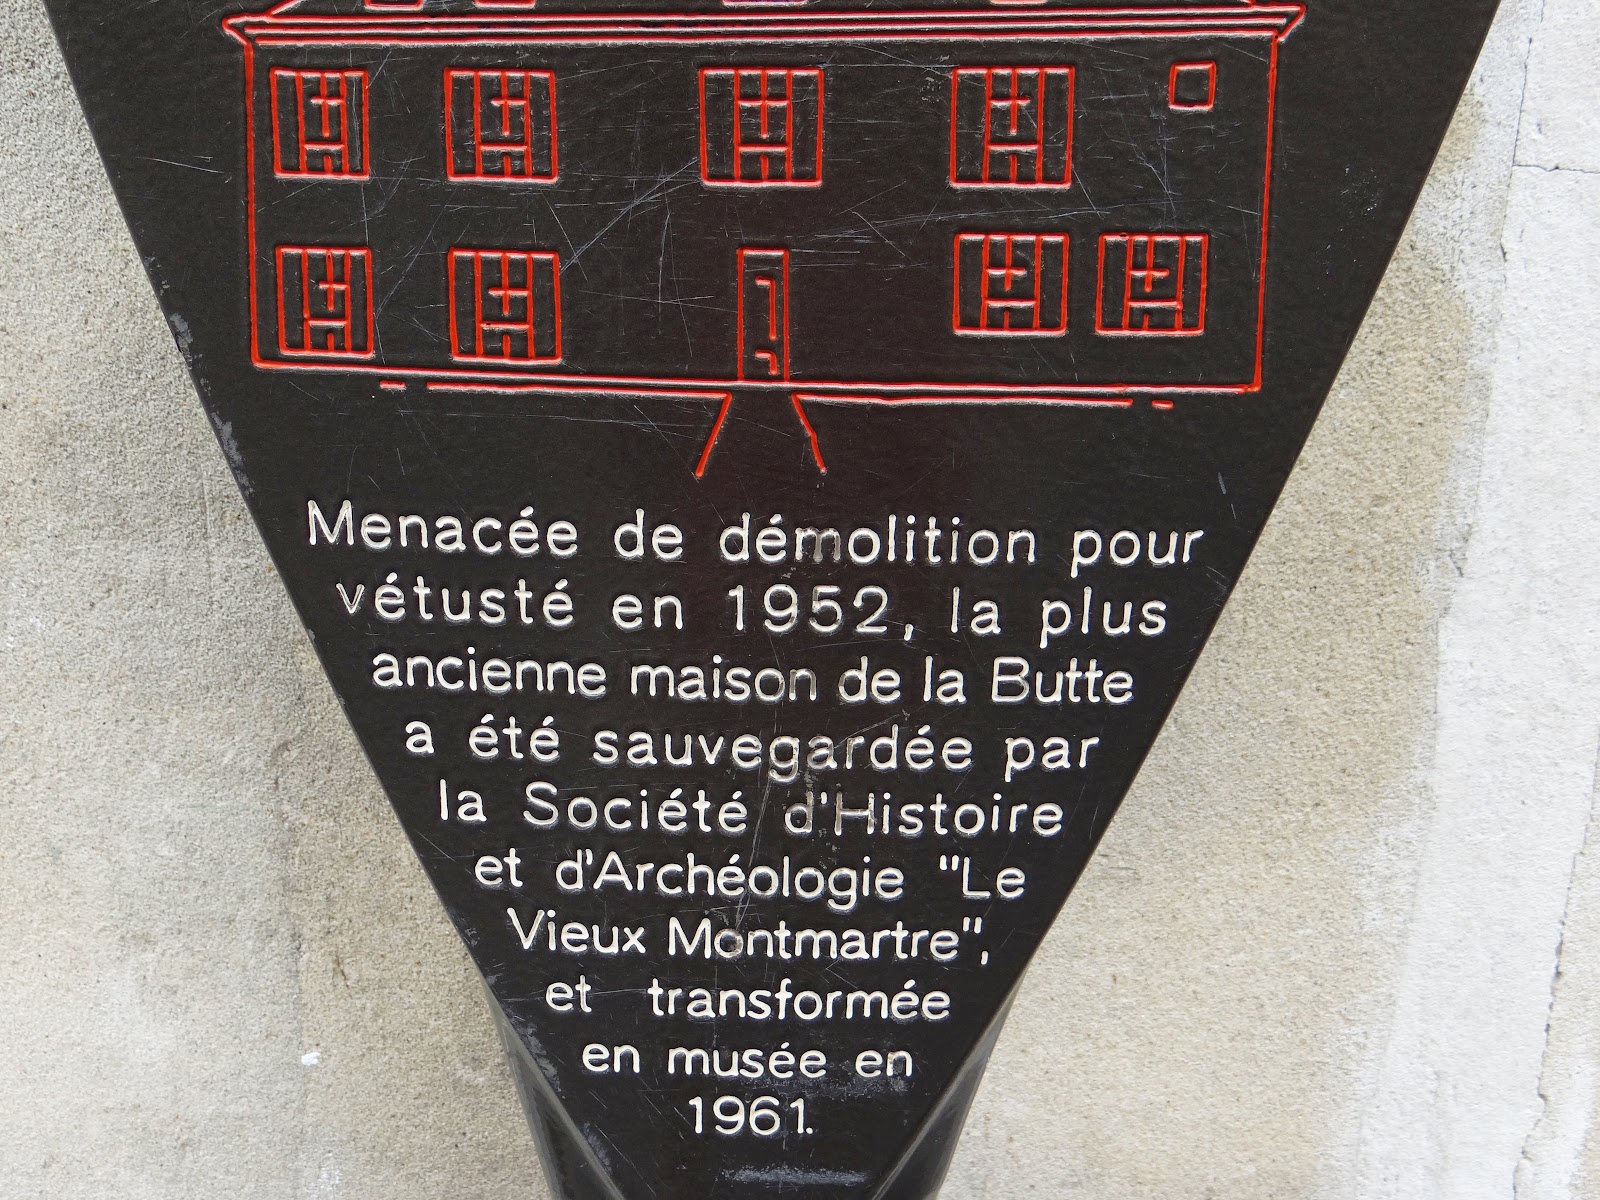 Menacée de démolition pour
vétusté en 1952, la plus
ancienne maison de la Butte
a été sauvegardée par
la Société d'Histoire
et d'Archéologie "Le
Vieux Montmartre",
et transformée
en musée en
1961.